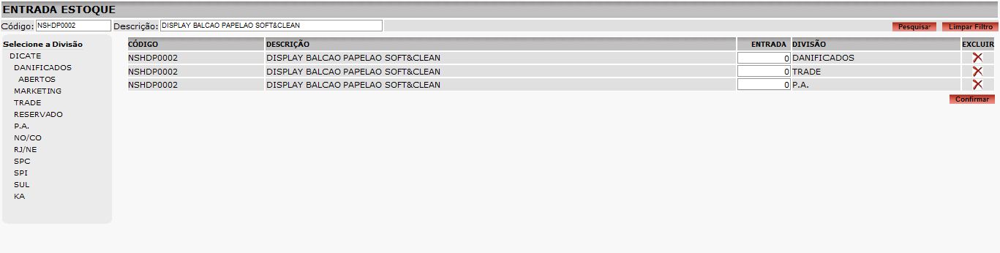 ENTRADA ESTOQUE
Código: NSHDP0002 Descrição: DISPLAY BALCAO PAPELAO SOFT&CLEAN Pesquisar Limpar Filtro
Selecione a Divisão
DICATE
DANIFICADOS
ABERTOS
MARKETING
TRADE
RESERVADO
P.A.
NO/CO
RJ/NE
SPC
SPI
SUL
KA
CÓDIGO DESCRIÇÃO ENTRADA DIVISÃO EXCLUIR
NSHDP0002 DISPLAY BALCAO PAPELAO SOFT&CLEAN 0 DANIFICADOS
NSHDP0002 DISPLAY BALCAO PAPELAO SOFT&CLEAN 0 TRADE
NSHDP0002 DISPLAY BALCAO PAPELAO SOFT&CLEAN 0 P.A.
Confirmar